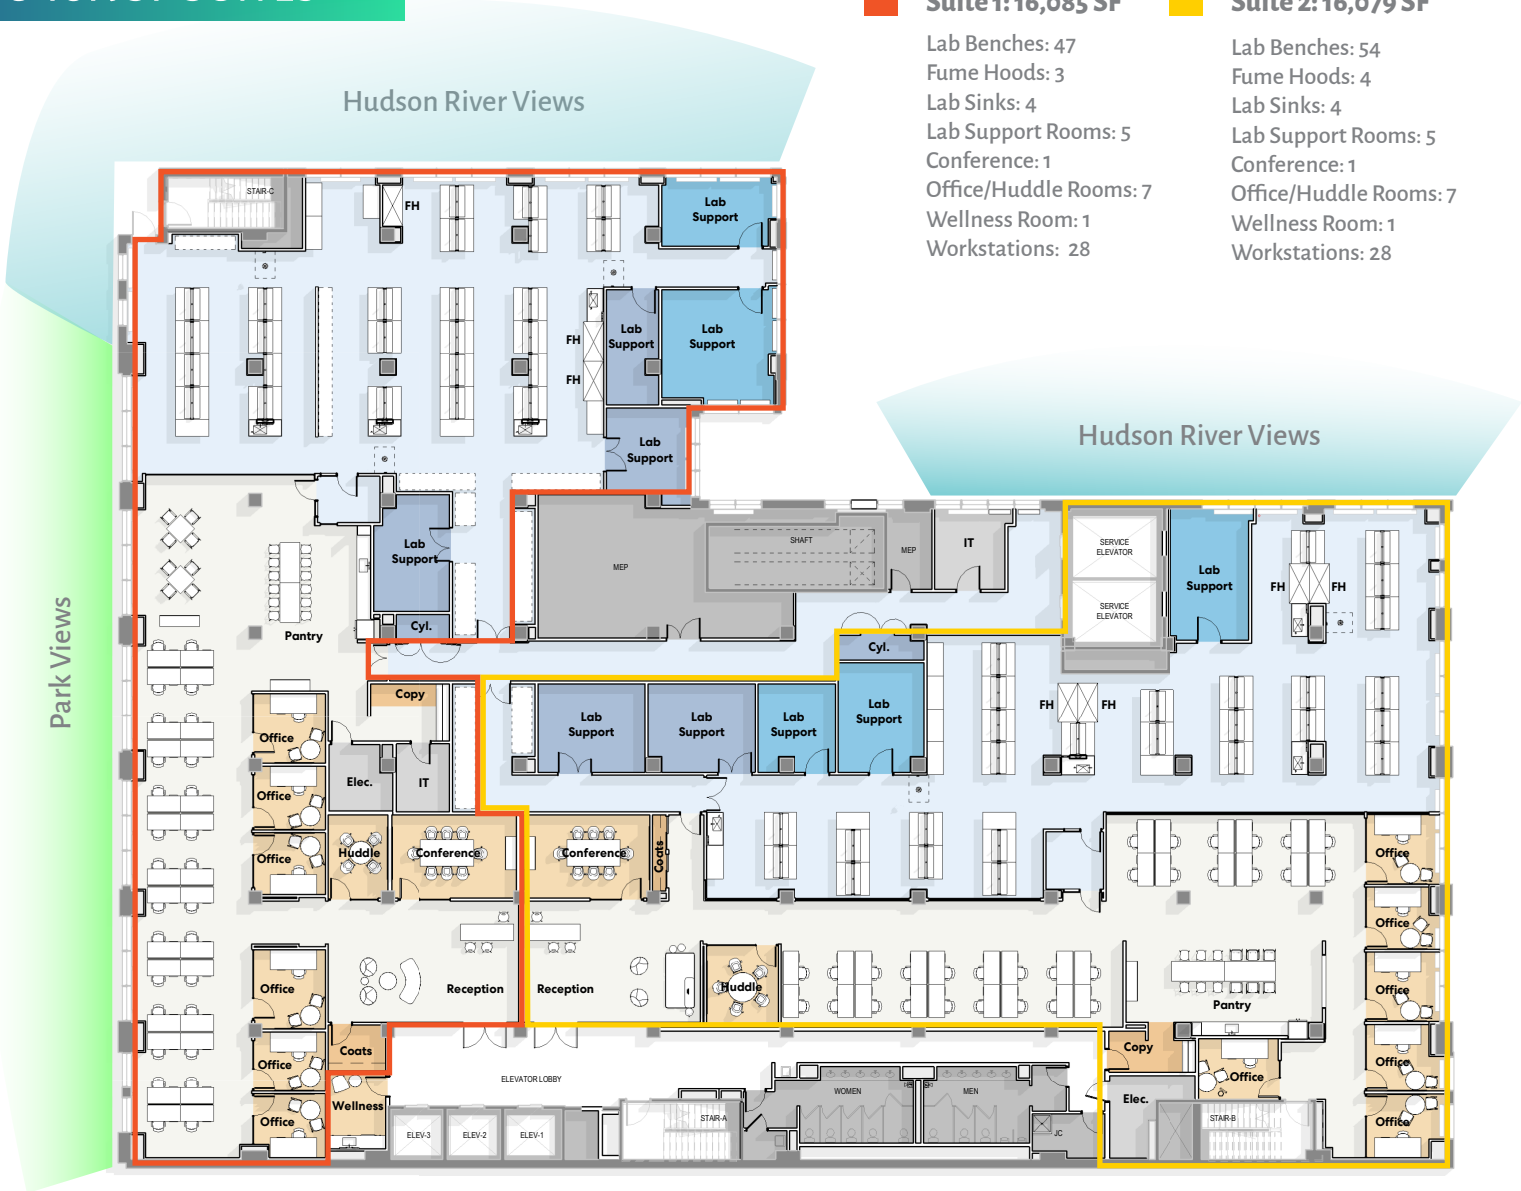 Suite 1: 16,085 SF
Lab Benches: 47
Fume Hoods: 3
Lab Sinks: 4
Lab Support Rooms: 5
Conference: 1
Office/Huddle Rooms: 7
Wellness Room: 1
Workstations: 28
Suite 2: 16,079 SF
Lab Benches: 54
Fume Hoods: 4
Lab Sinks: 4
Lab Support Rooms: 5
Conference: 1
Office/Huddle Rooms: 7
Wellness Room: 1
Workstations: 28
Hudson River Views
Hudson River Views
Park Views
STAIR-C
FH
Lab
Support
FH
FH
Lab
Support
Lab
Support
Lab
Support
Lab
Support
Cyl.
Pantry
Copy
Office
Elec.
IT
Office
Office
Huddle
Conference
Office
Reception
Office
Coats
Office
Wellness
MEP
SHAFT
MEP
IT
SERVICE
ELEVATOR
SERVICE
ELEVATOR
Lab
Support
FH
FH
Cyl.
Lab
Support
Lab
Support
Lab
Support
Lab
Support
FH
FH
Conference
Coats
Reception
Huddle
Pantry
Office
Office
Office
Office
Office
Copy
Office
Elec.
STAIR-B
ELEVATOR LOBBY
ELEV-3
ELEV-2
ELEV-1
STAIR-A
WOMEN
MEN
JC